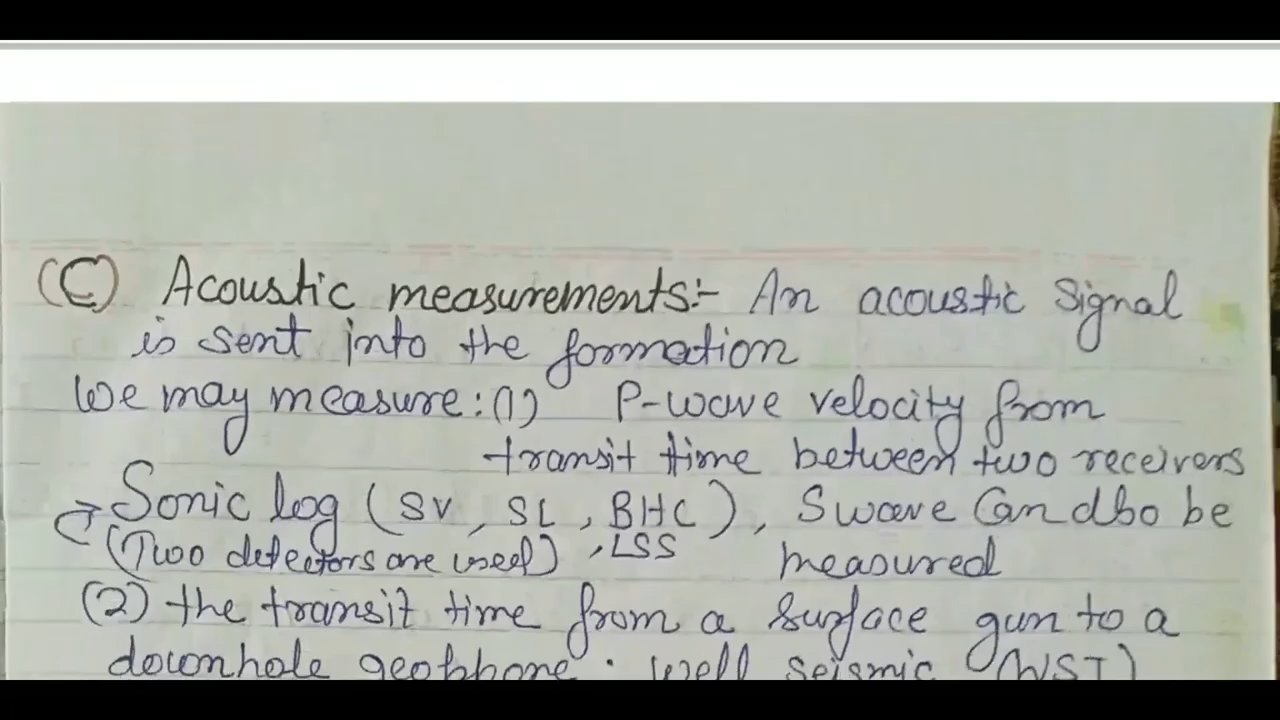 (C) Acoustic measurements:- An acoustic signal
is sent into the formation
We may measure: (1) P-wave velocity from
transit time between two receivers
Sonic log (SV, SL, BHC), S wave Can also be
(Two detectors are used) , LSS measured
(2) the transit time from a surface gun to a
downhole geophone : well seismic (WST)